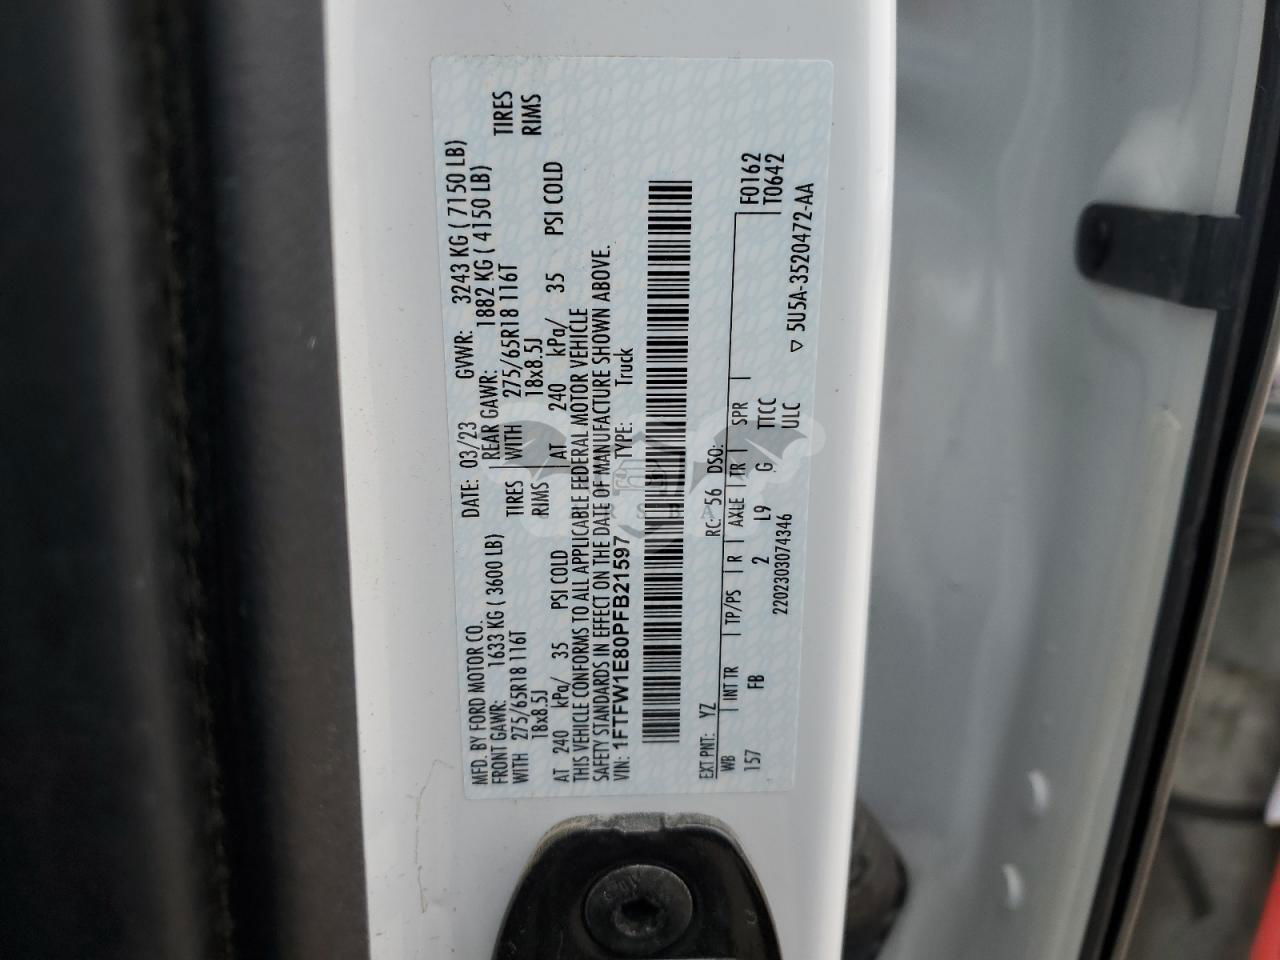 MFD. BY FORD MOTOR CO. DATE: 03/23 GVWR: 3243 KG ( 7150 LB)
FRONT GAWR: 1633 KG ( 3600 LB) REAR GAWR: 1882 KG ( 4150 LB)
WITH 275/65R18 116T TIRES WITH 275/65R18 116T TIRES
18x8.5J RIMS 18x8.5J RIMS
AT 240 kPa/ 35 PSI COLD AT 240 kPa/ 35 PSI COLD
THIS VEHICLE CONFORMS TO ALL APPLICABLE FEDERAL MOTOR VEHICLE
SAFETY STANDARDS IN EFFECT ON THE DATE OF MANUFACTURE SHOWN ABOVE.
VIN: 1FTFW1E80PFB21597 TYPE: Truck
EXT PNT: YZ RC: 56 DSO: F0162
WB INT TR TP/PS R AXLE TR SPR T0642
157 FB 2 L9 G TTCC
2202303074346 ULC
▽ 5U5A-3520472-AA